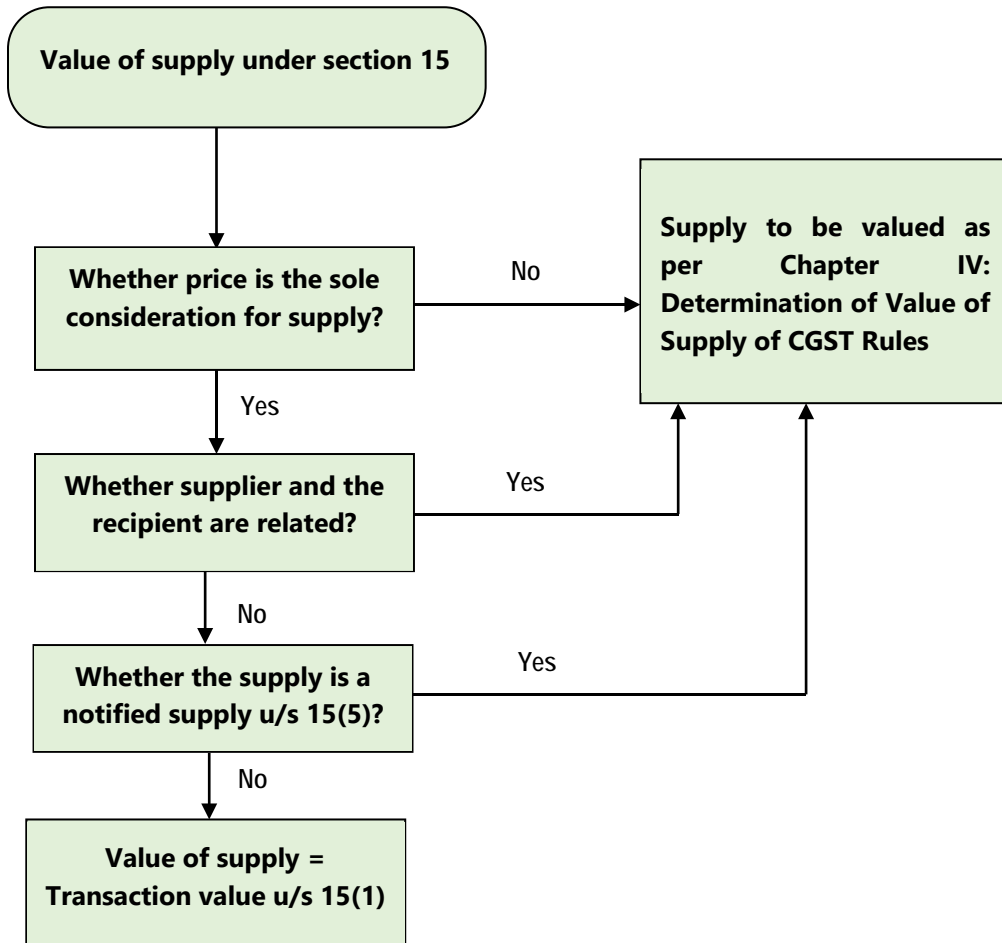 Value of supply under section 15
Whether price is the sole
consideration for supply?
No
Supply to be valued as
per Chapter IV:
Determination of Value of
Supply of CGST Rules
Yes
Whether supplier and the
recipient are related?
Yes
No
Whether the supply is a
notified supply u/s 15(5)?
Yes
No
Value of supply =
Transaction value u/s 15(1)